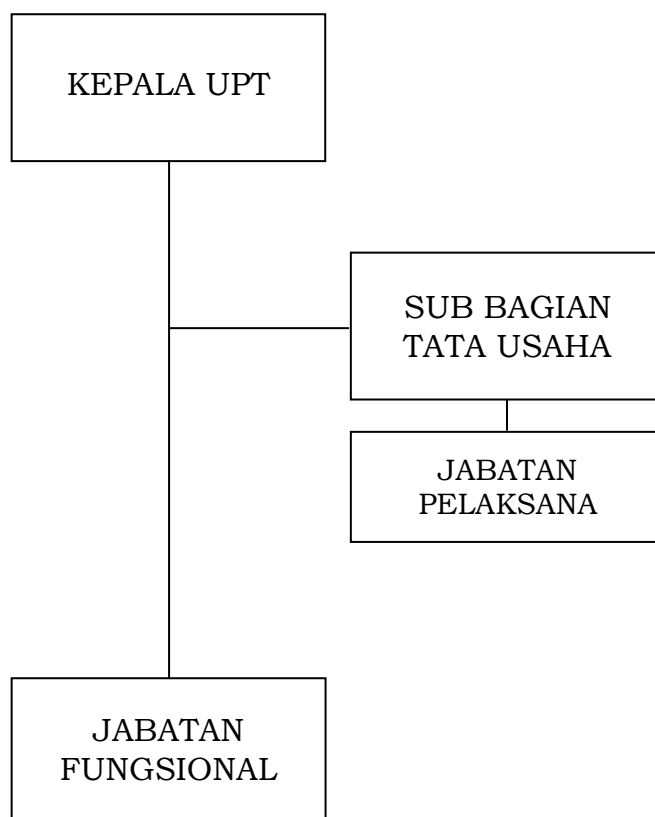 KEPALA UPT
SUB BAGIAN
TATA USAHA
JABATAN
PELAKSANA
JABATAN
FUNGSIONAL